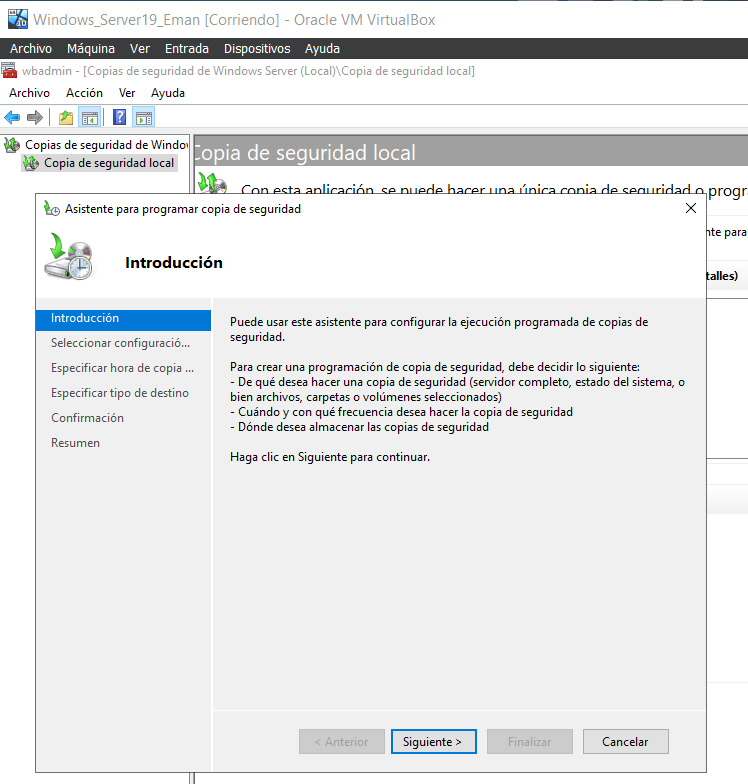 Windows_Server19_Eman [Corriendo] - Oracle VM VirtualBox
Archivo Máquina Ver Entrada Dispositivos Ayuda
wbadmin - [Copias de seguridad de Windows Server (Local)\Copia de seguridad local]
Archivo Acción Ver Ayuda
Copias de seguridad de Windo
Copia de seguridad local
Copia de seguridad local
Con esta aplicación, se puede hacer una única copia de seguridad o progr
nte para
talles)
Asistente para programar copia de seguridad
Introducción
Introducción
Seleccionar configuració...
Especificar hora de copia ...
Especificar tipo de destino
Confirmación
Resumen
Puede usar este asistente para configurar la ejecución programada de copias de
seguridad.
Para crear una programación de copia de seguridad, debe decidir lo siguiente:
- De qué desea hacer una copia de seguridad (servidor completo, estado del sistema, o
bien archivos, carpetas o volúmenes seleccionados)
- Cuándo y con qué frecuencia desea hacer la copia de seguridad
- Dónde desea almacenar las copias de seguridad
Haga clic en Siguiente para continuar.
< Anterior Siguiente > Finalizar Cancelar